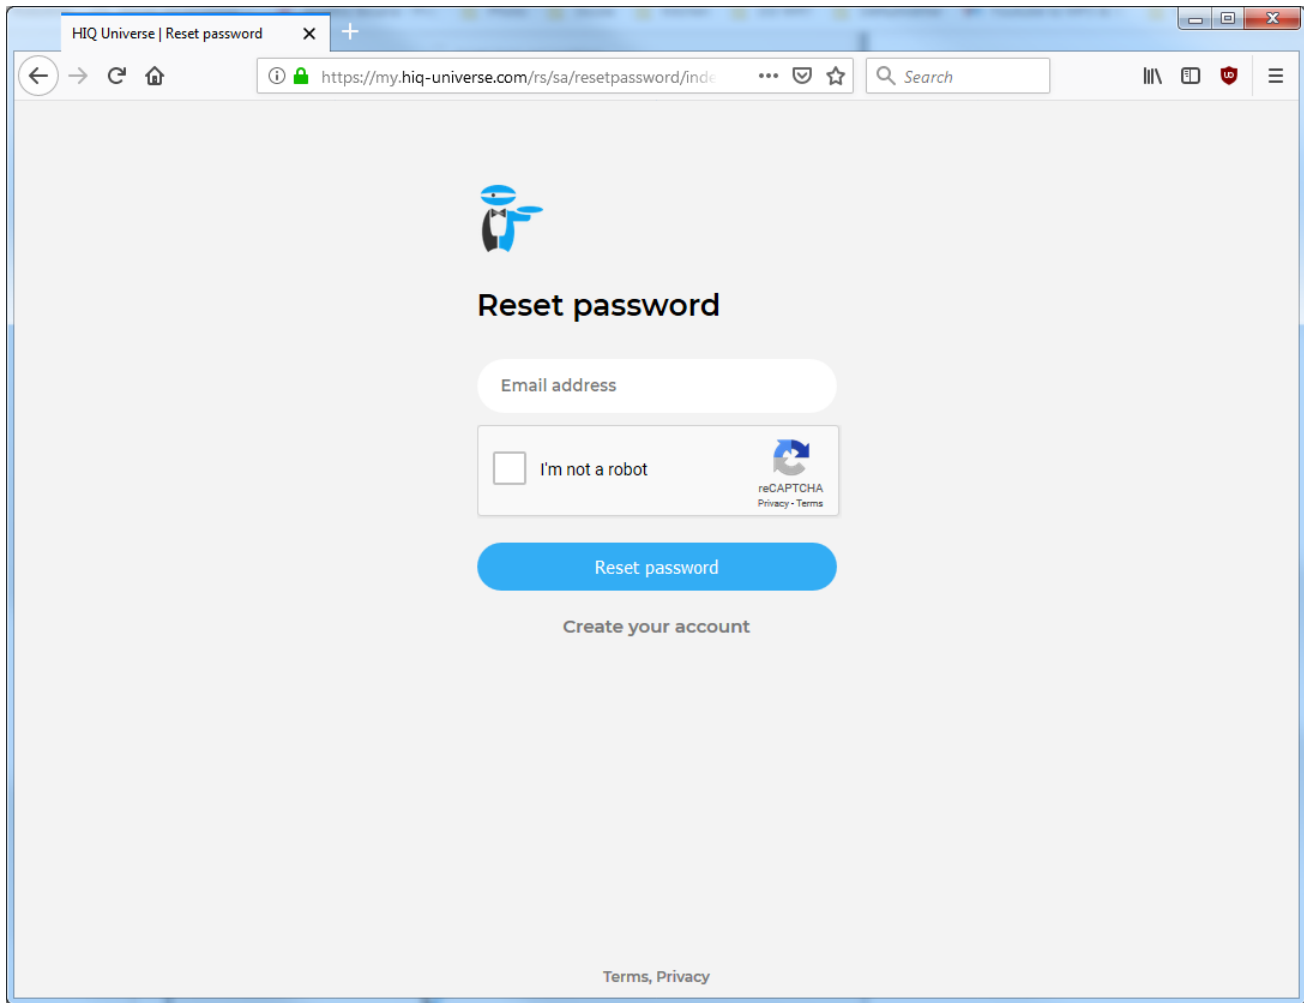 HIQ Universe | Reset password
https://my.hiq-universe.com/rs/sa/resetpassword/inde
Search
Reset password
Email address
I'm not a robot
reCAPTCHA
Privacy - Terms
Reset password
Create your account
Terms, Privacy